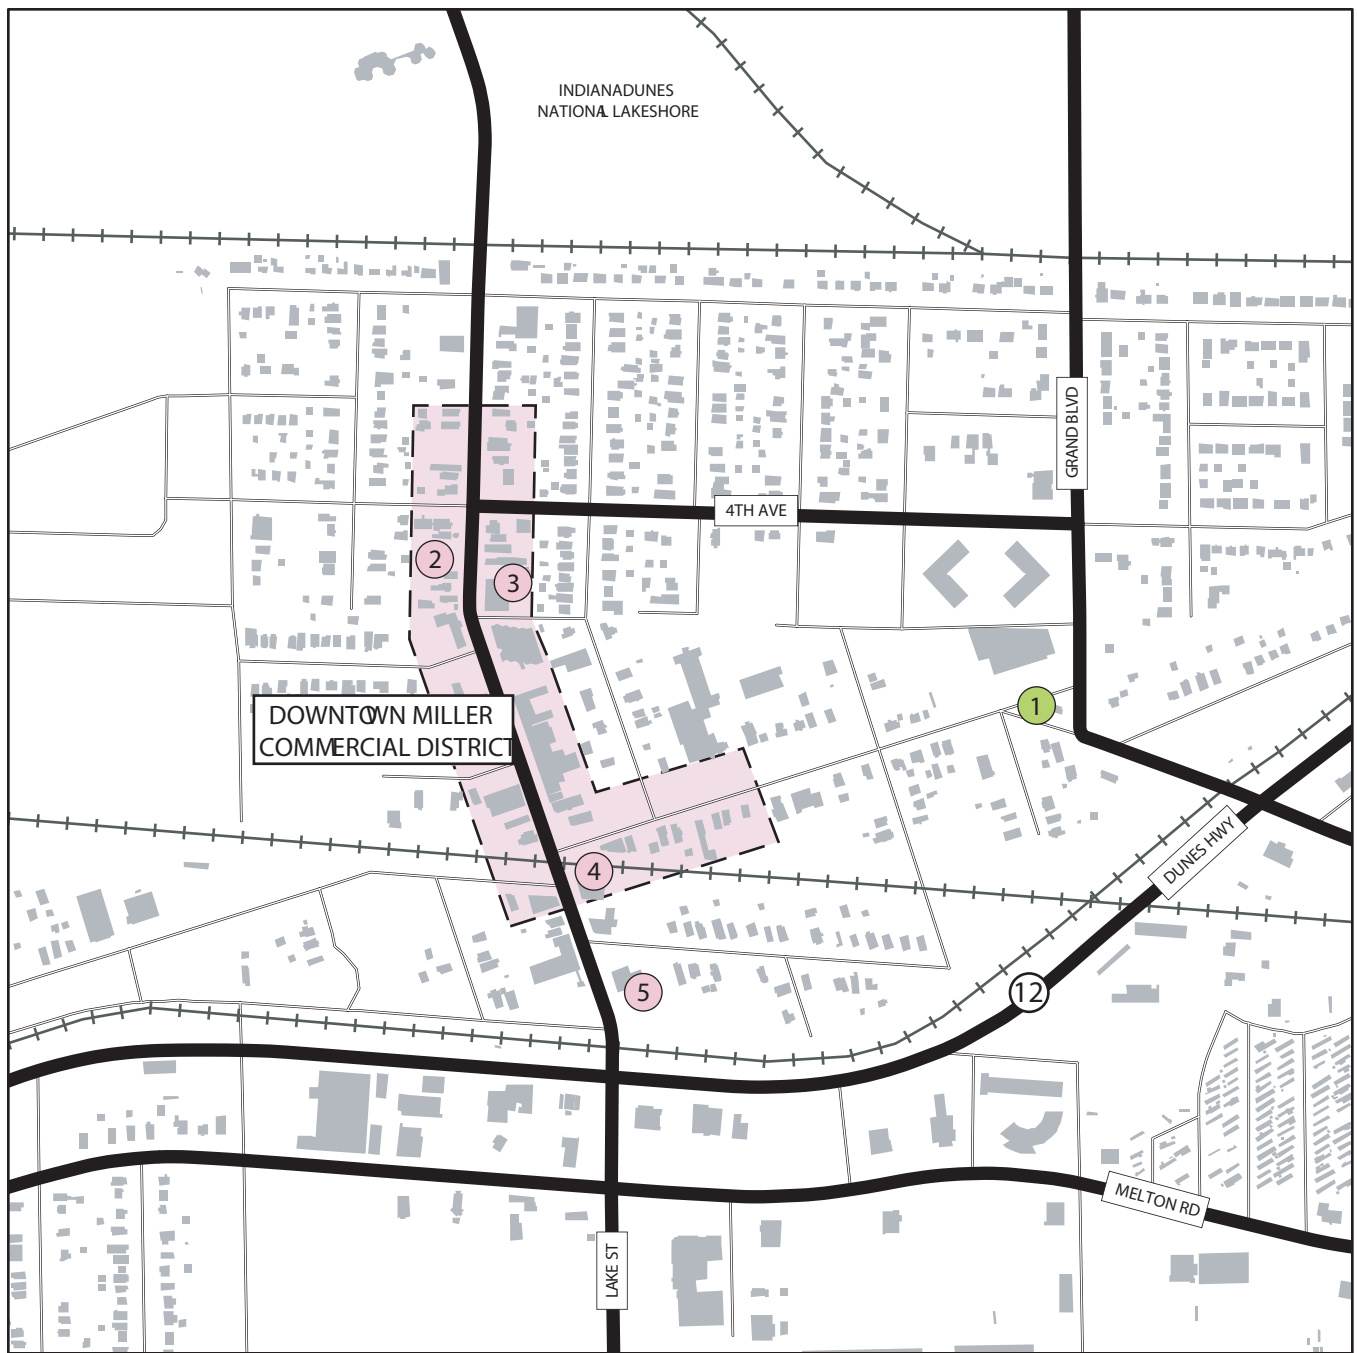 INDIANADUNES
NATIONAL LAKESHORE
GRAND BLVD
4TH AVE
2
3
1
DOWNTOWN MILLER
COMMERCIAL DISTRICT
DUNES HWY
4
5
12
MELTON RD
LAKE ST